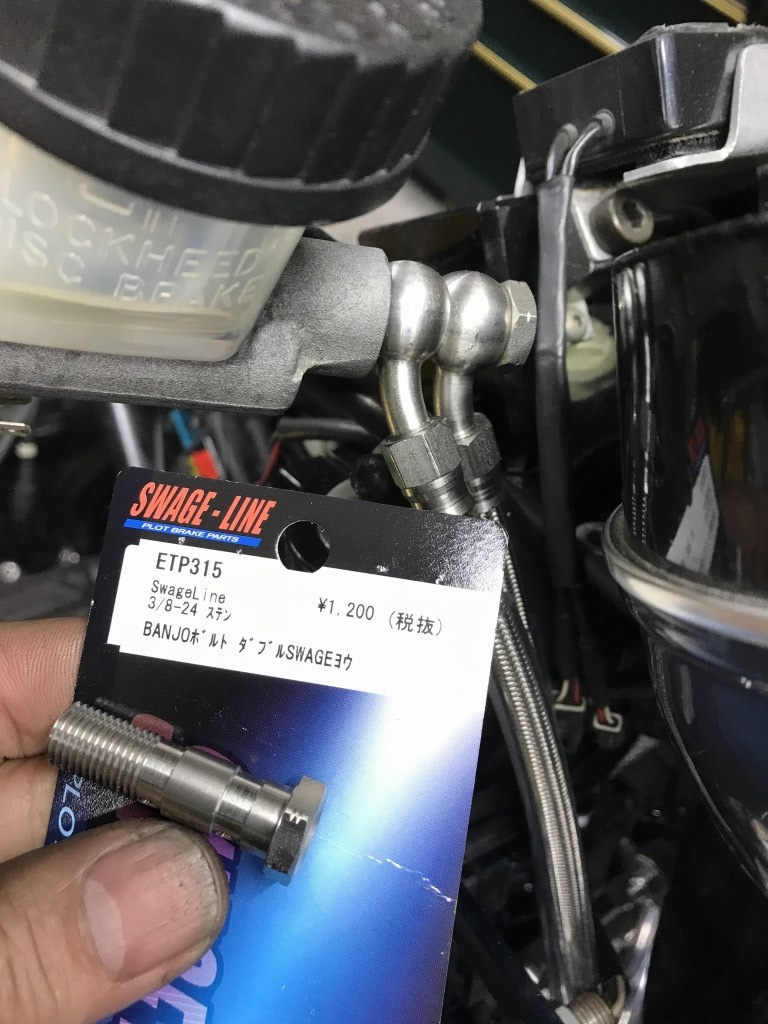 LOCKHEED
DISC BRAKE
SWAGE-LINE
PLOT BRAKE PARTS
ETP315
SwageLine
3/8-24 ステン
¥1.200 (税抜)
BANJOボルト ダブルSWAGEヨウ